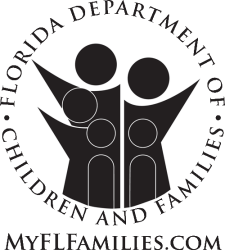 · FLORIDA DEPARTMENT OF ·
CHILDREN AND FAMILIES
MYFLFAMILIES.COM